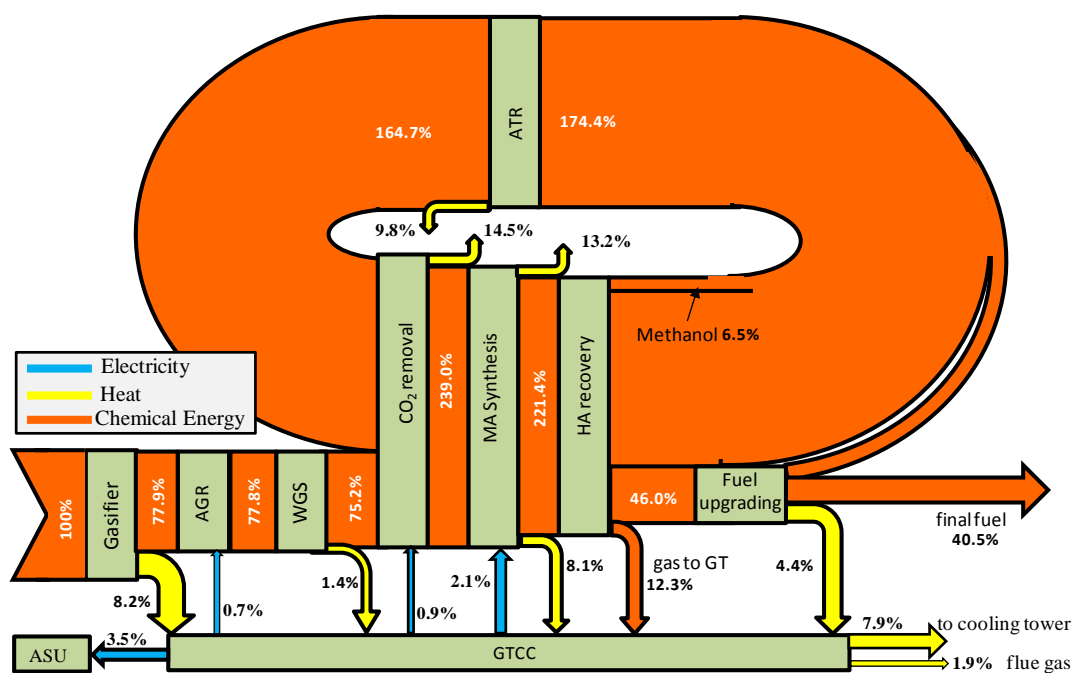 ATR
164.7%
174.4%
9.8%
14.5%
13.2%
Methanol 6.5%
Electricity
Heat
Chemical Energy
CO₂ removal
239.0%
MA Synthesis
221.4%
HA recovery
100%
Gasifier
77.9%
AGR
77.8%
WGS
75.2%
46.0%
Fuel
upgrading
final fuel
40.5%
8.2%
0.7%
1.4%
0.9%
2.1%
8.1%
gas to GT
12.3%
4.4%
3.5%
ASU
GTCC
7.9%
to cooling tower
1.9% flue gas